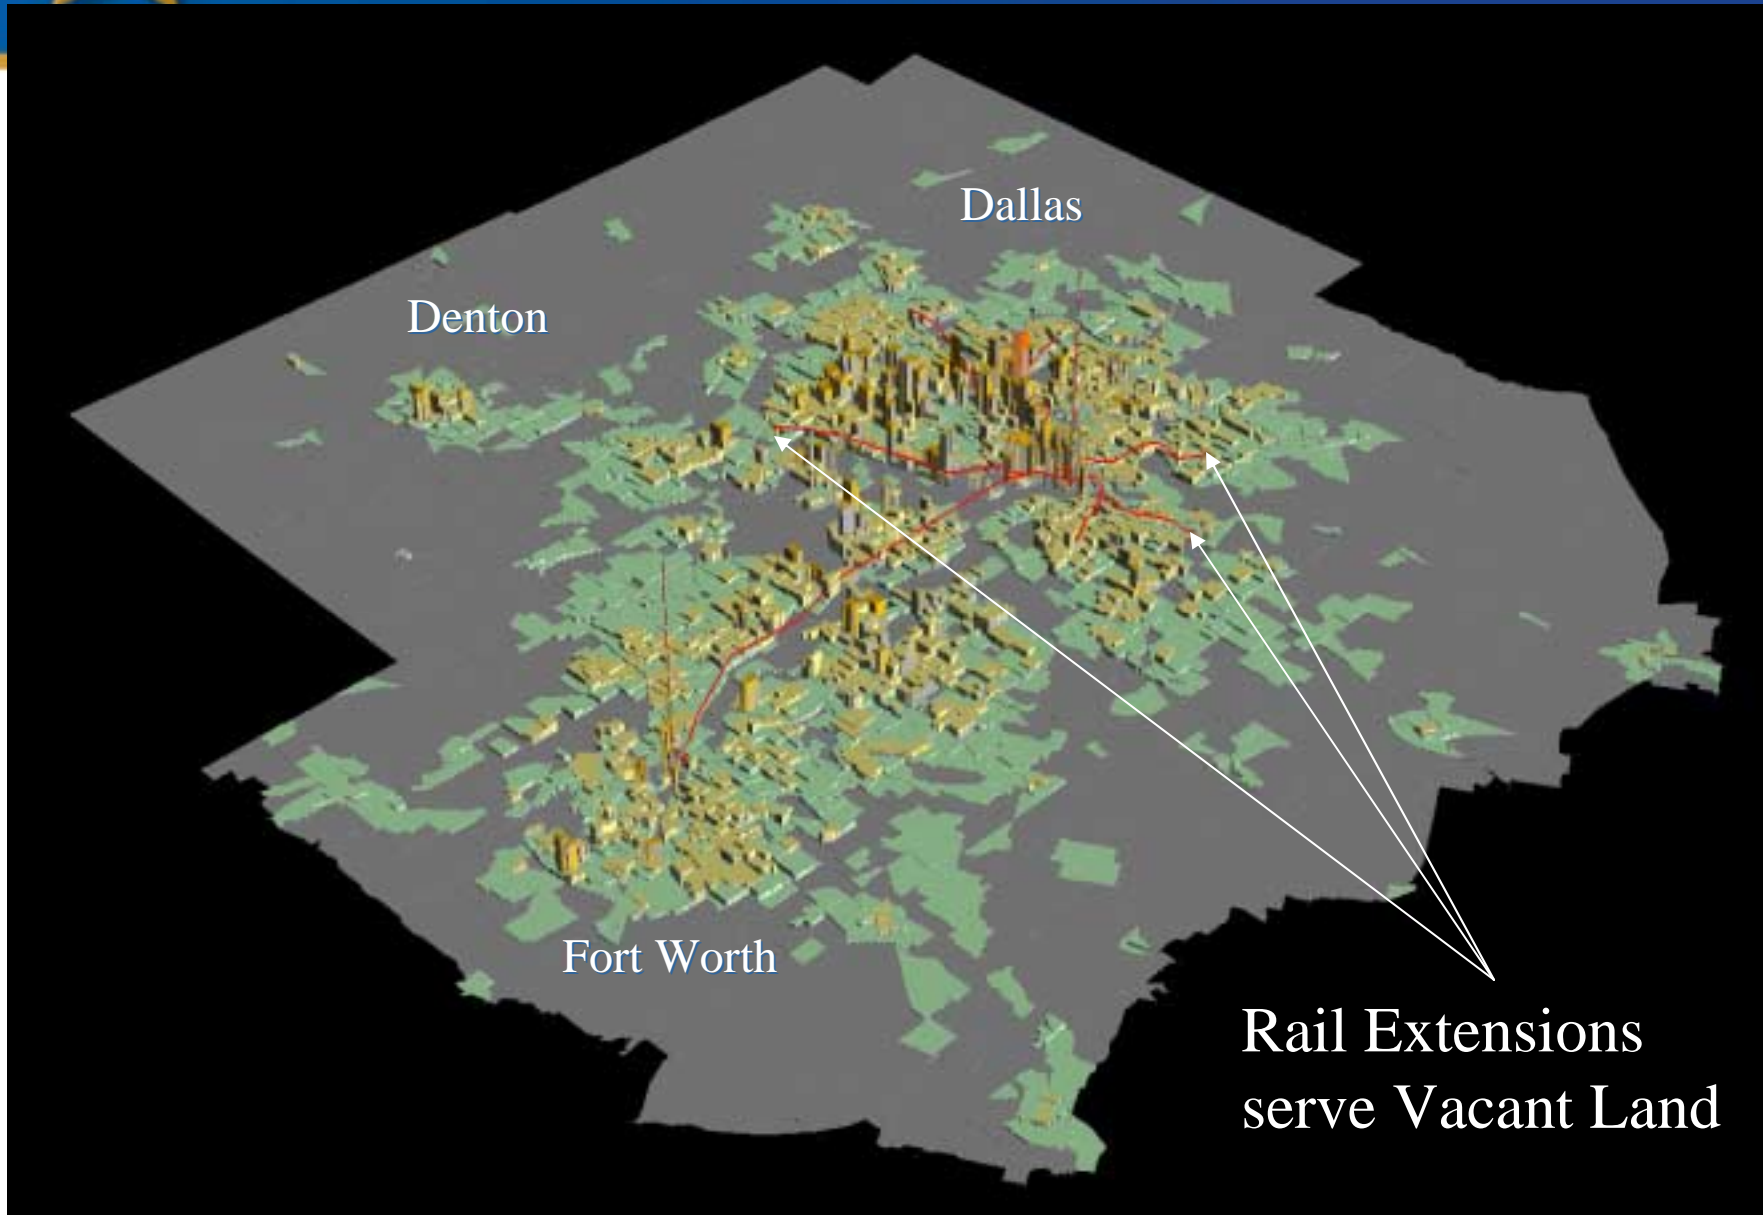 Dallas
Denton
Fort Worth
Rail Extensions
serve Vacant Land